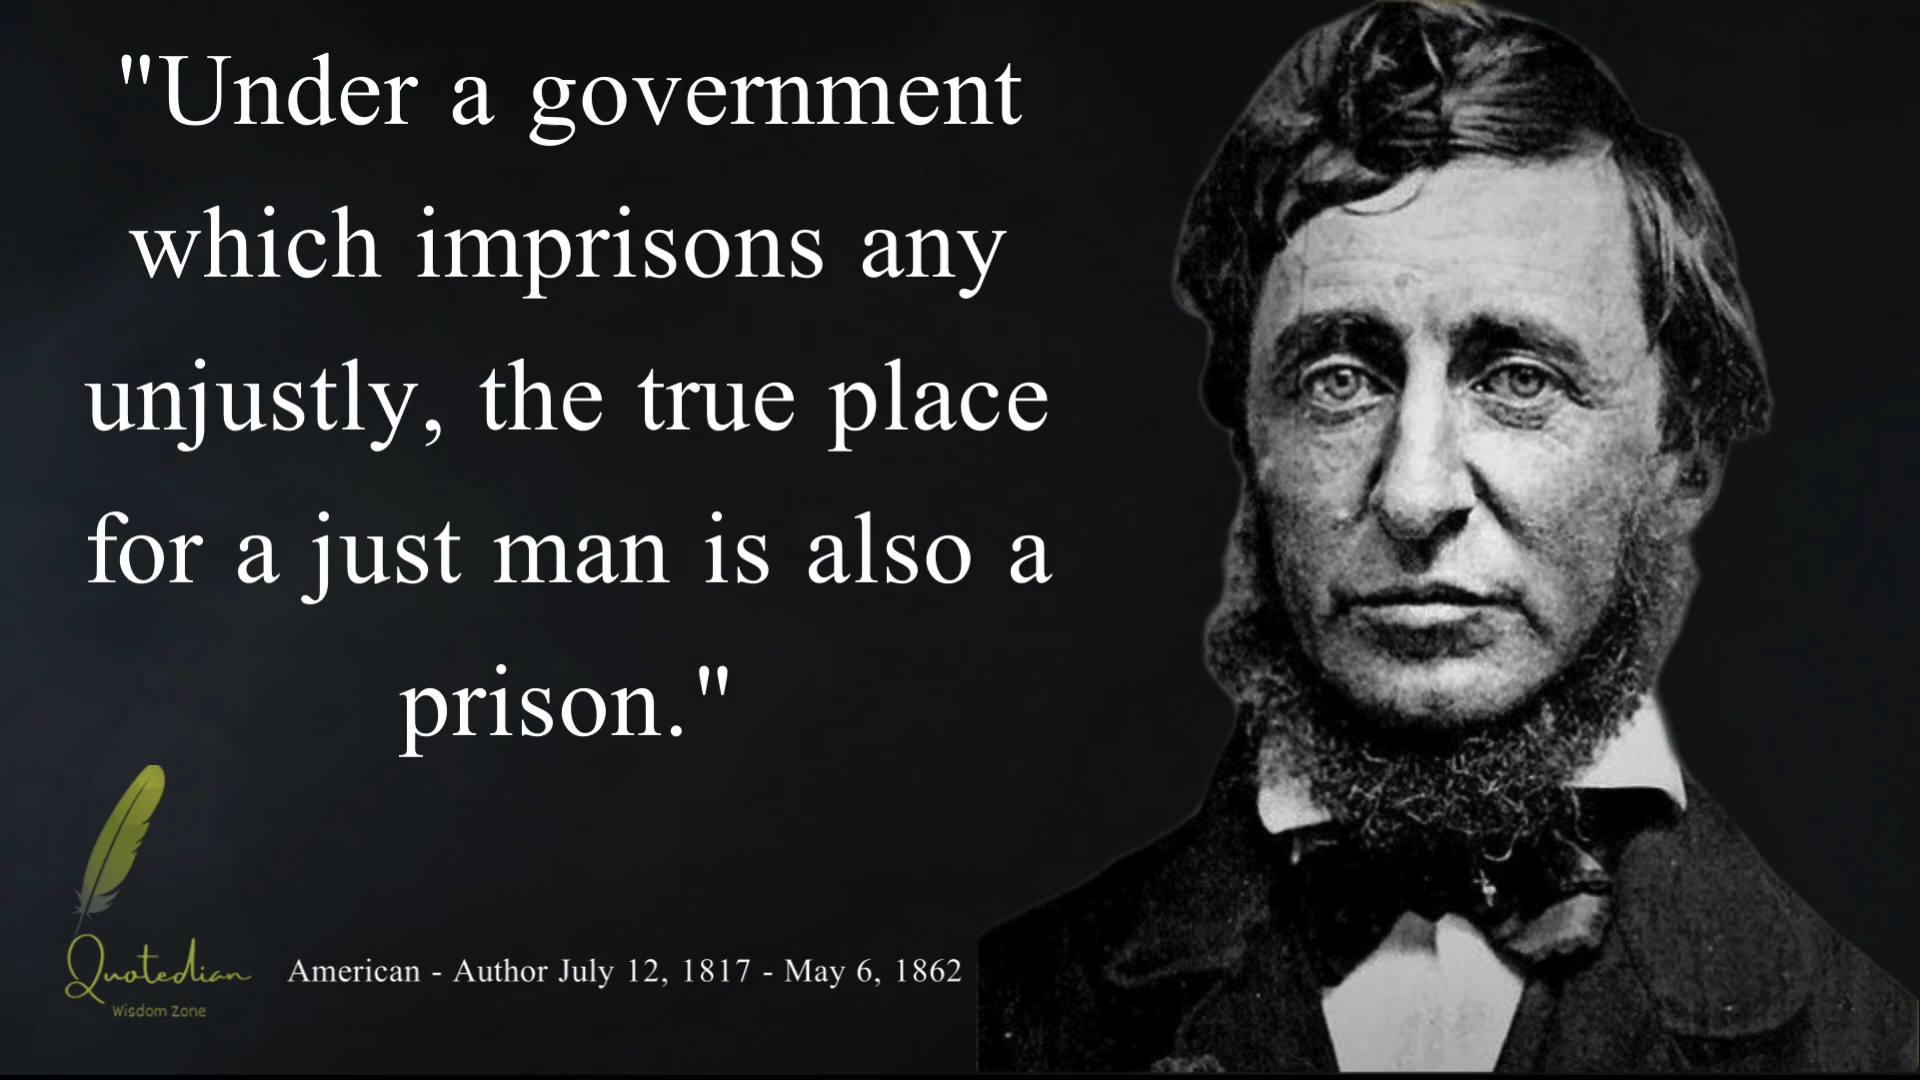 "Under a government
which imprisons any
unjustly, the true place
for a just man is also a
prison."
Quotedian
Wisdom Zone
American - Author July 12, 1817 - May 6, 1862